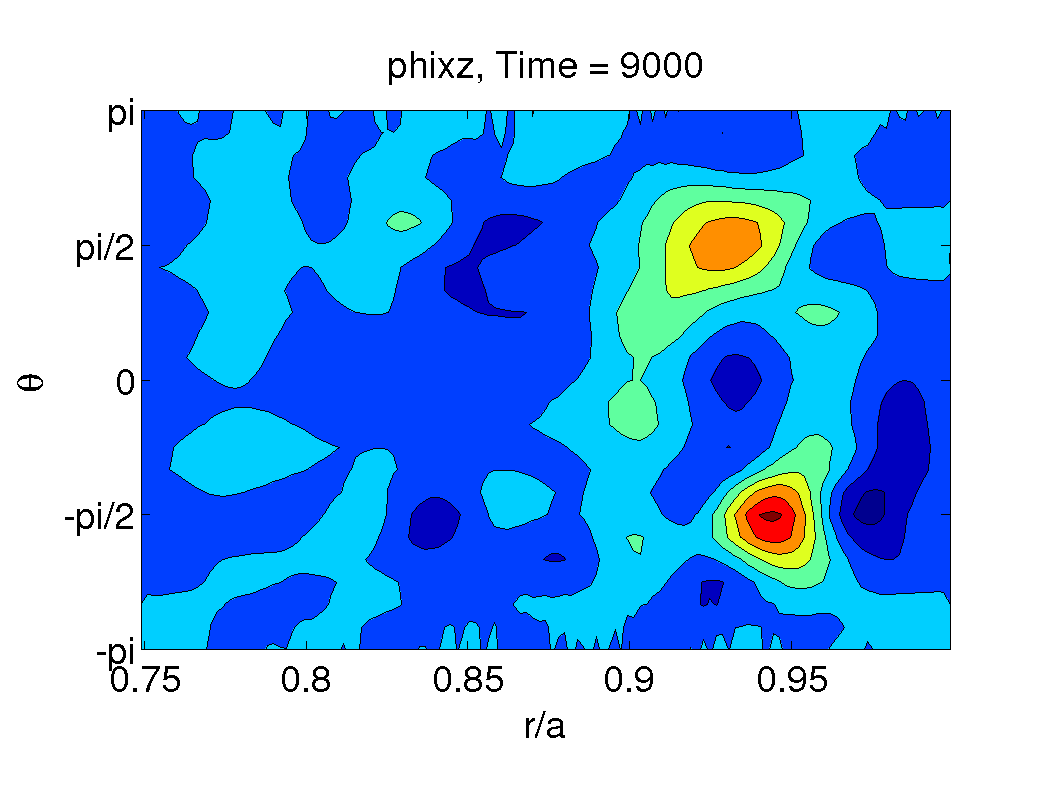 phixz, Time = 9000
pi
pi/2
0
-pi/2
-pi
θ
0.75
0.8
0.85
0.9
0.95
r/a